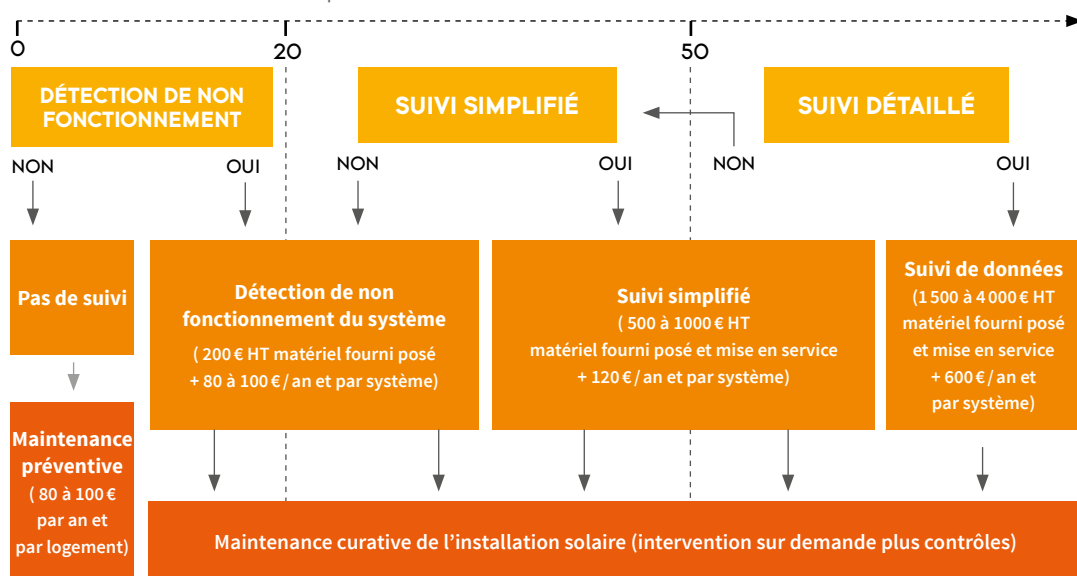 0
20
50
DÉTECTION DE NON
FONCTIONNEMENT
SUIVI SIMPLIFIÉ
SUIVI DÉTAILLÉ
NON
OUI
NON
OUI
NON
OUI
Pas de suivi
Détection de non
fonctionnement du système
( 200 € HT matériel fourni posé
+ 80 à 100 € / an et par système)
Suivi simplifié
( 500 à 1000 € HT
matériel fourni posé et mise en service
+ 120 € / an et par système)
Suivi de données
(1 500 à 4 000 € HT
matériel fourni posé
et mise en service
+ 600 € / an et
par système)
Maintenance
préventive
( 80 à 100 €
par an et
par logement)
Maintenance curative de l’installation solaire (intervention sur demande plus contrôles)